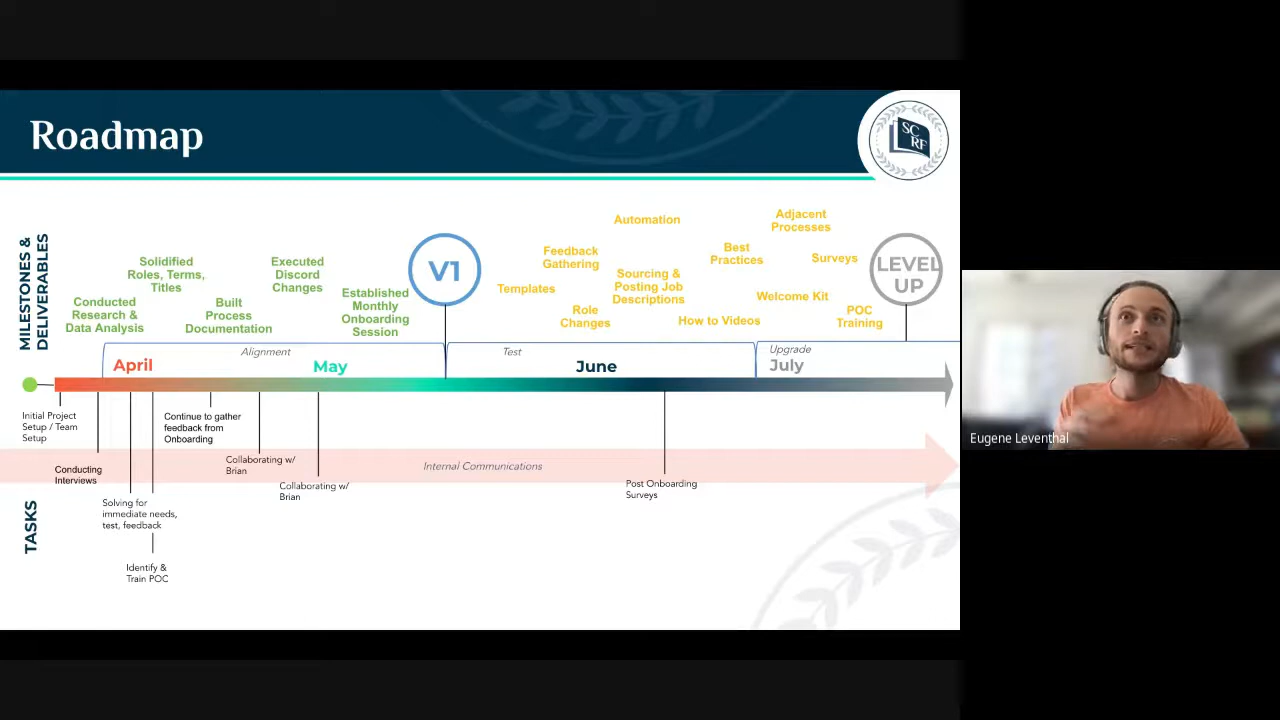 Roadmap
SC
RF
MILESTONES &
DELIVERABLES
Conducted
Research &
Data Analysis
Solidified
Roles, Terms,
Titles
Built
Process
Documentation
Executed
Discord
Changes
Established
Monthly
Onboarding
Session
V1
Templates
Feedback
Gathering
Role
Changes
Automation
Sourcing &
Posting Job
Descriptions
How to Videos
Best
Practices
Adjacent
Processes
Surveys
Welcome Kit
POC
Training
LEVEL
UP
Alignment
Test
Upgrade
April
May
June
July
Initial Project
Setup / Team
Setup
Conducting
Interviews
Solving for
immediate needs,
test, feedback
Identify &
Train POC
Continue to gather
feedback from
Onboarding
Collaborating w/
Brian
Collaborating w/
Brian
Internal Communications
Post Onboarding
Surveys
TASKS
Eugene Leventhal